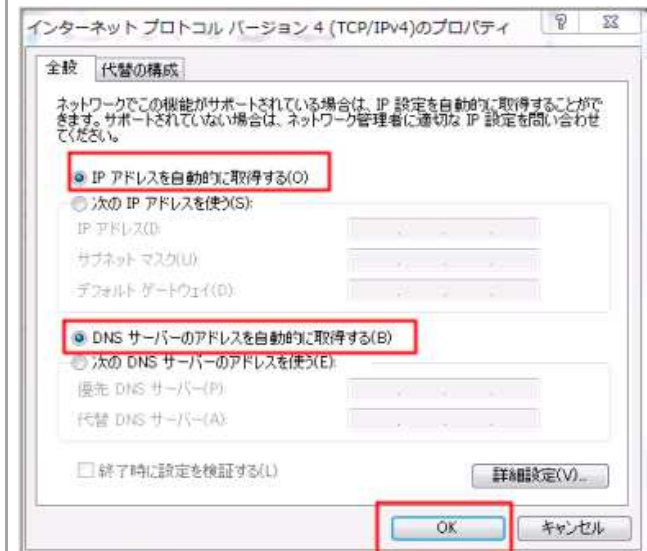 インターネット プロトコル バージョン 4 (TCP/IPv4)のプロパティ
全般 代替の構成
ネットワークでこの機能がサポートされている場合は、IP 設定を自動的に取得することがで
きます。サポートされていない場合は、ネットワーク管理者に適切な IP 設定を問い合わせ
てください。
IP アドレスを自動的に取得する(O)
次の IP アドレスを使う(S):
IP アドレス(I):
サブネット マスク(U):
デフォルト ゲートウェイ(D):
DNS サーバーのアドレスを自動的に取得する(B)
次の DNS サーバーのアドレスを使う(E):
優先 DNS サーバー(P):
代替 DNS サーバー(A):
終了時に設定を検証する(L)
詳細設定(V)...
OK キャンセル